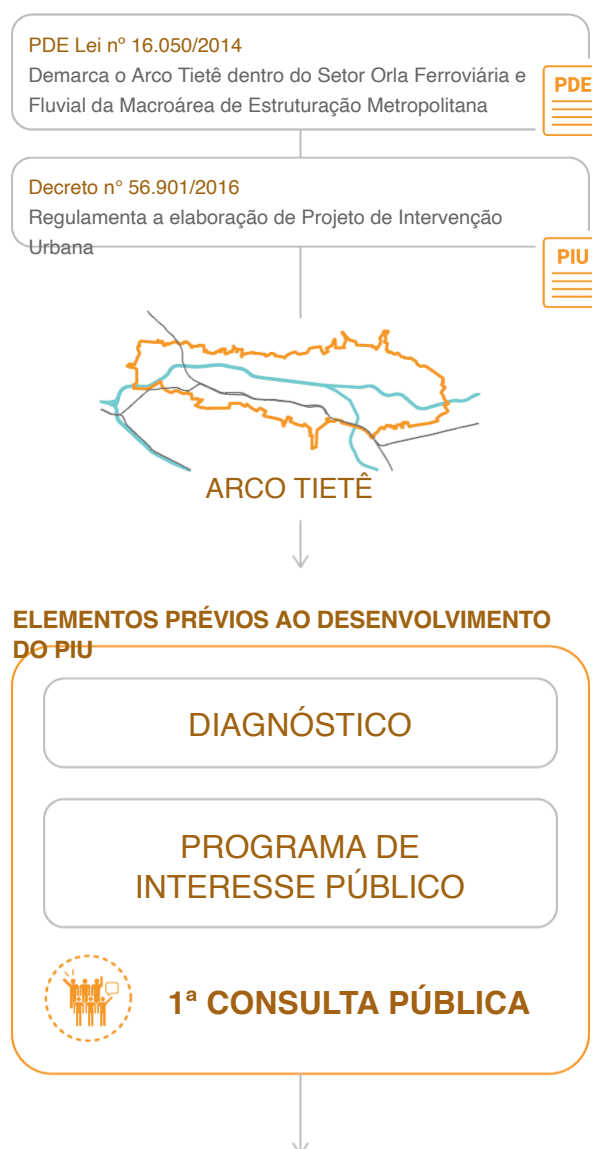 PDE Lei nº 16.050/2014
Demarca o Arco Tietê dentro do Setor Orla Ferroviária e
Fluvial da Macroárea de Estruturação Metropolitana
PDE
Decreto n° 56.901/2016
Regulamenta a elaboração de Projeto de Intervenção
Urbana
PIU
ARCO TIETÊ
ELEMENTOS PRÉVIOS AO DESENVOLVIMENTO
DO PIU
DIAGNÓSTICO
PROGRAMA DE
INTERESSE PÚBLICO
1ª CONSULTA PÚBLICA